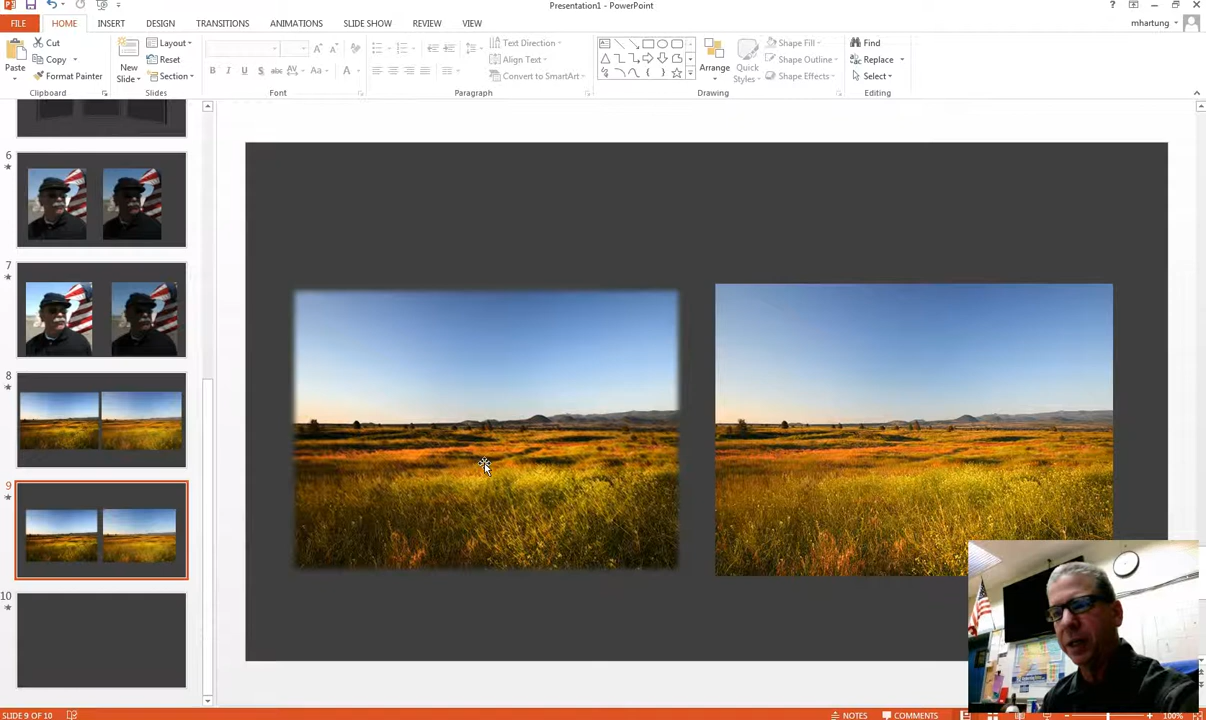 Presentation1 - PowerPoint
FILE HOME INSERT DESIGN TRANSITIONS ANIMATIONS SLIDE SHOW REVIEW VIEW
mhartung
Paste
Cut
Copy
Format Painter
Clipboard
New
Slide
Layout
Reset
Section
Slides
B I U S abc AV Aa A
Font
Text Direction
Align Text
Convert to SmartArt
Paragraph
Arrange
Quick
Styles
Shape Fill
Shape Outline
Shape Effects
Drawing
Find
Replace
Select
Editing
6
7
8
9
10
SLIDE 9 OF 10
NOTES
COMMENTS
100%